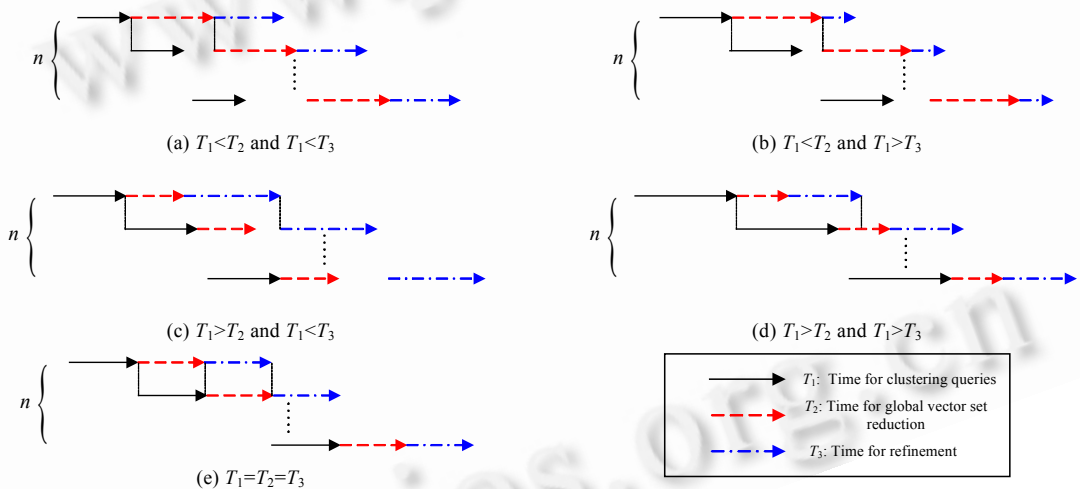 n
n
(a) T1<T2 and T1<T3
(b) T1<T2 and T1>T3
n
n
(c) T1>T2 and T1<T3
(d) T1>T2 and T1>T3
n
(e) T1=T2=T3
T1: Time for clustering queries
T2: Time for global vector set
reduction
T3: Time for refinement